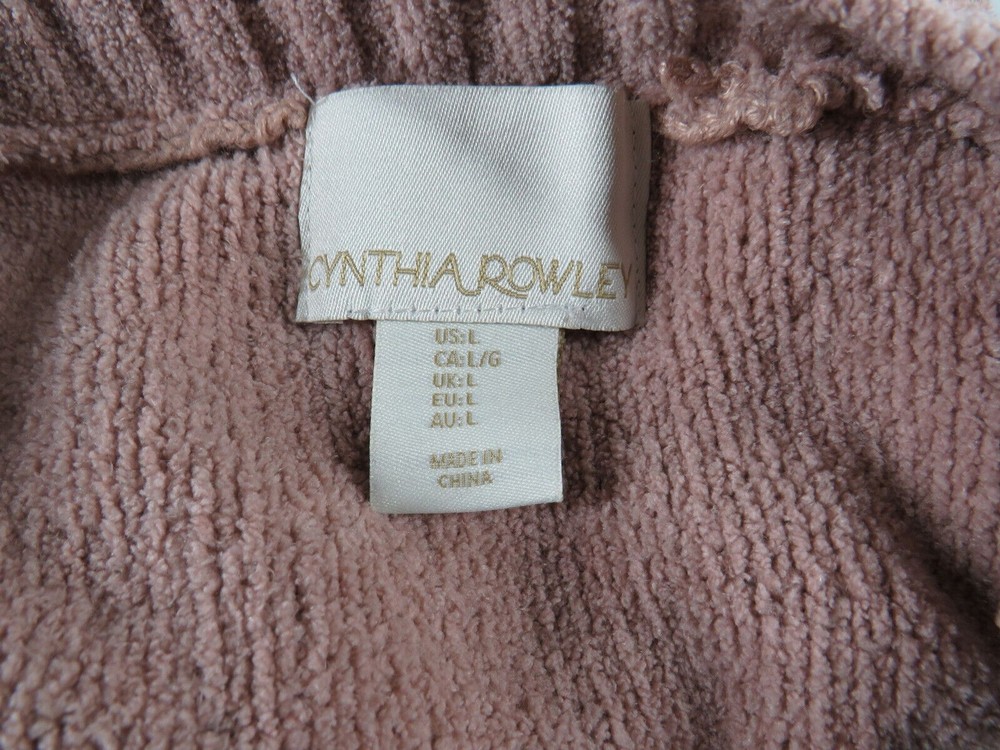 CYNTHIA ROWLEY
US: L
CA: L/G
UK: L
EU: L
AU: L
MADE IN
CHINA